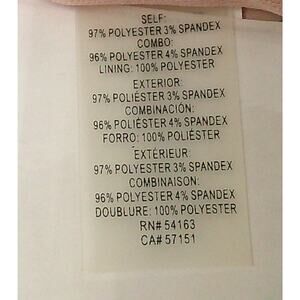 SELF:
97% POLYESTER 3% SPANDEX
COMBO:
96% POLYESTER 4% SPANDEX
LINING: 100% POLYESTER
EXTERIOR:
97% POLIÉSTER 3% SPANDEX
COMBINACIÓN:
96% POLIÉSTER 4% SPANDEX
FORRO: 100% POLIÉSTER
EXTÉRIEUR:
97% POLYESTER 3% SPANDEX
COMBINAISON:
96% POLYESTER 4% SPANDEX
DOUBLURE: 100% POLYESTER
RN# 54163
CA# 57151